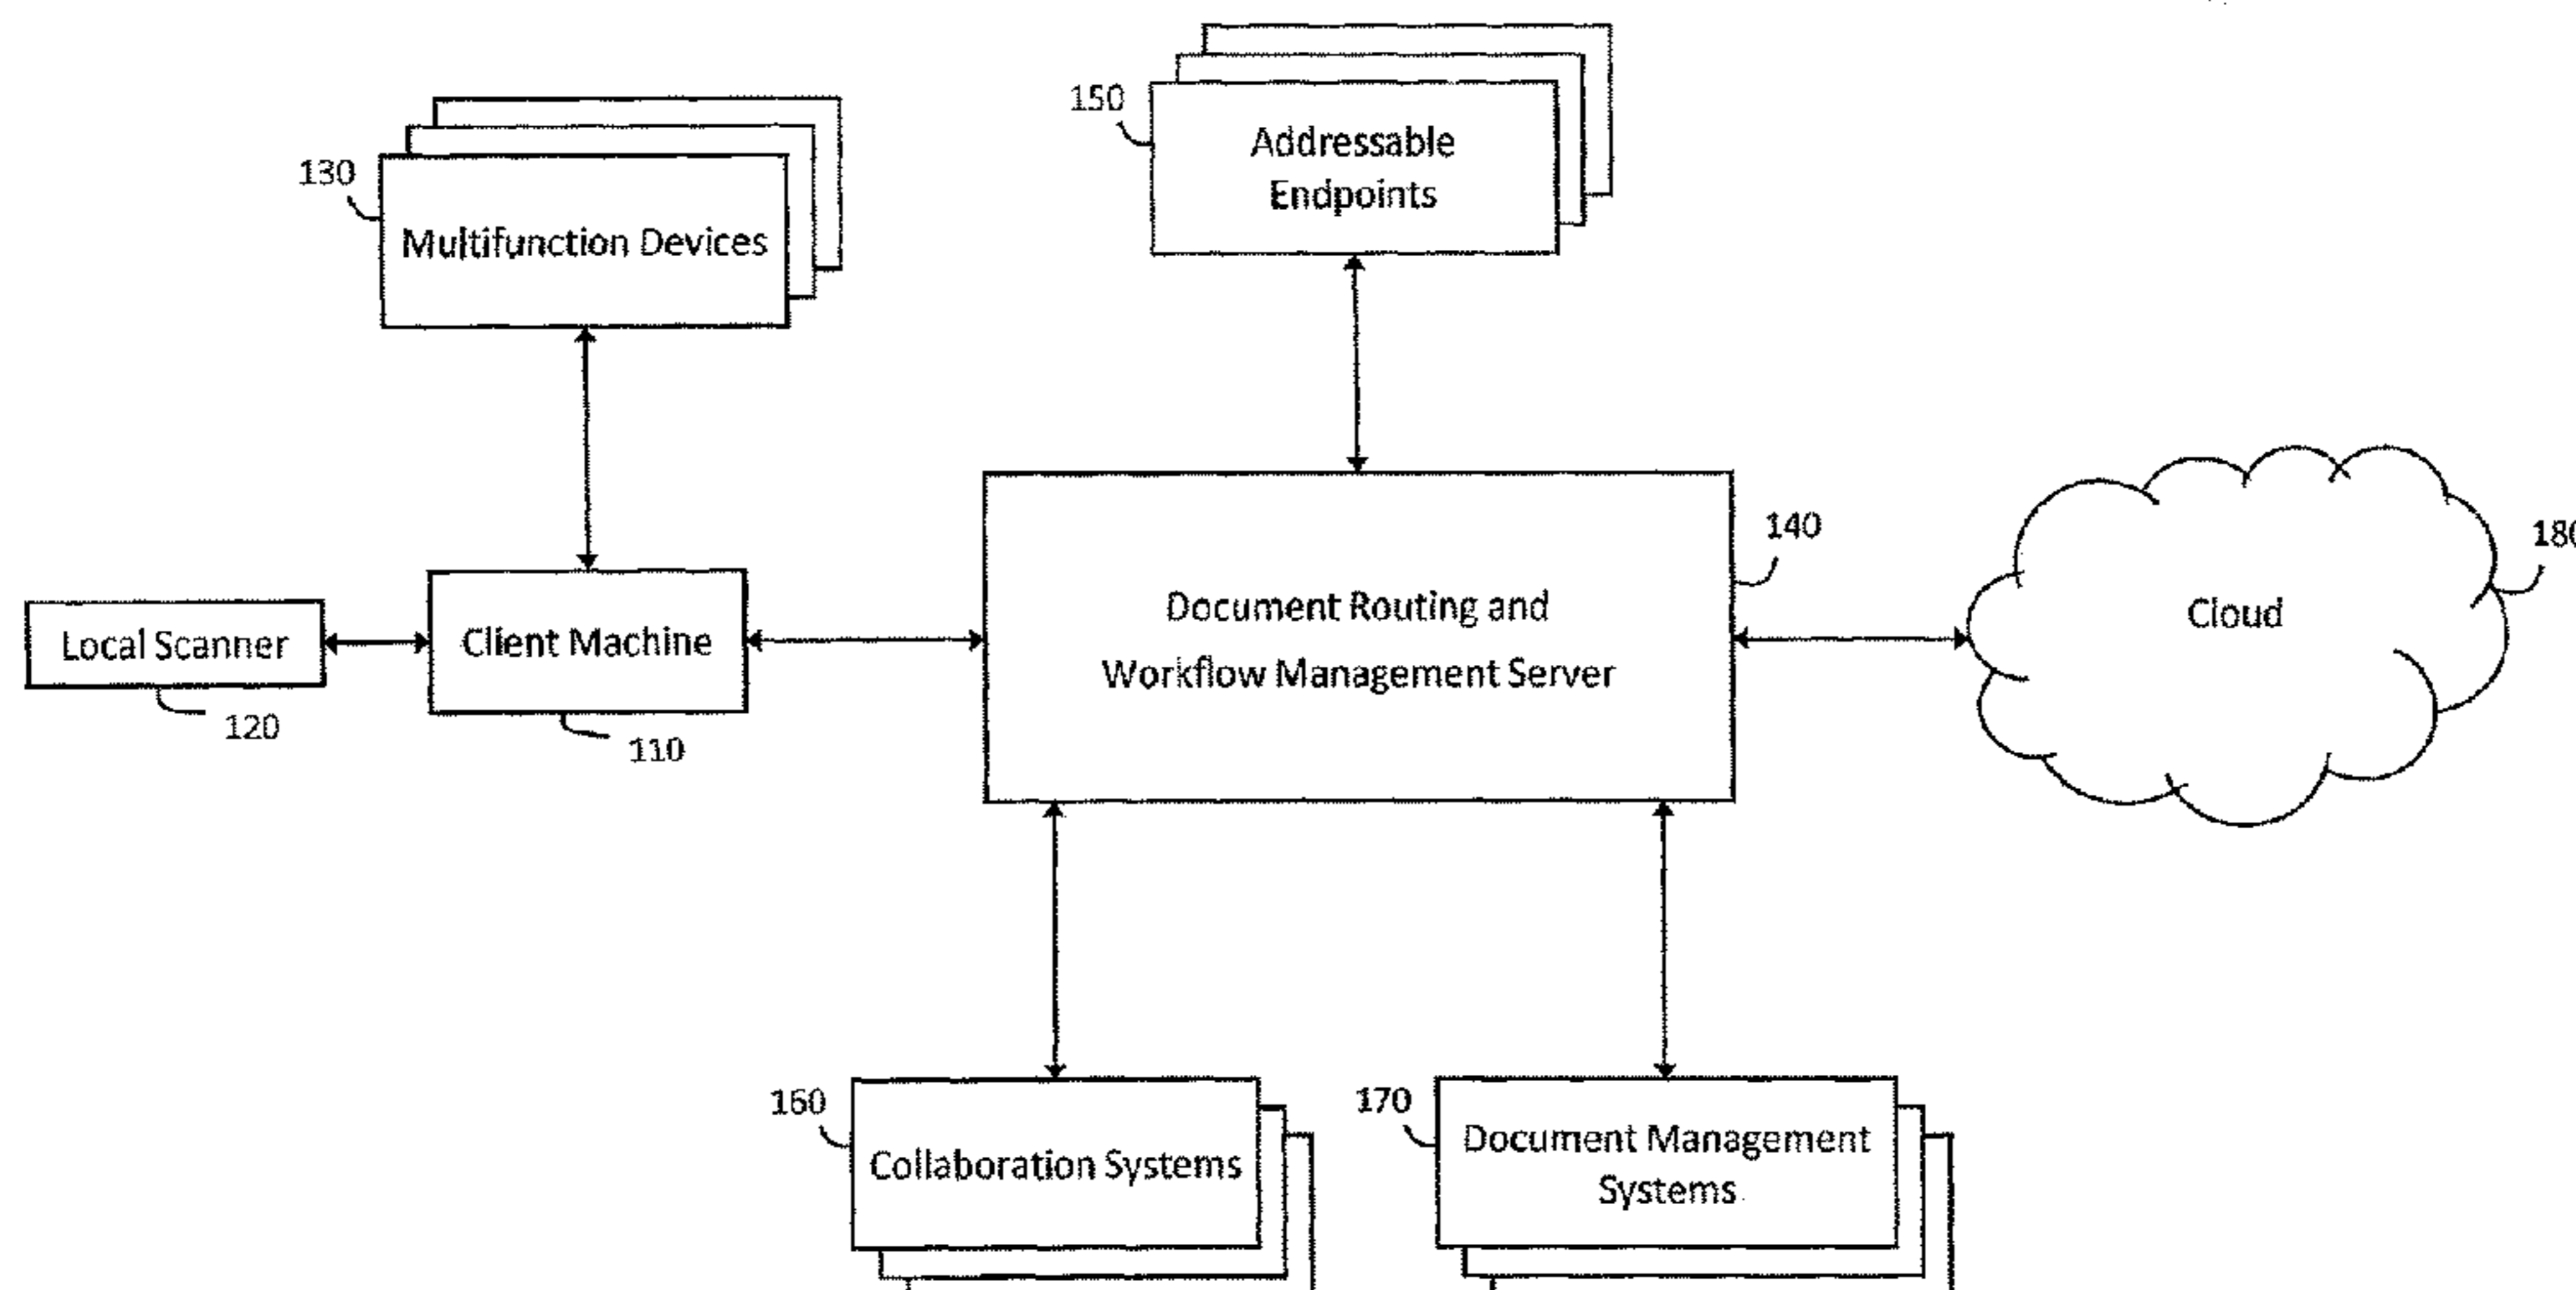 150
Addressable
Endpoints
130
Multifunction Devices
140
Document Routing and
Workflow Management Server
180
Cloud
Local Scanner
120
Client Machine
110
160
Collaboration Systems
170
Document Management
Systems